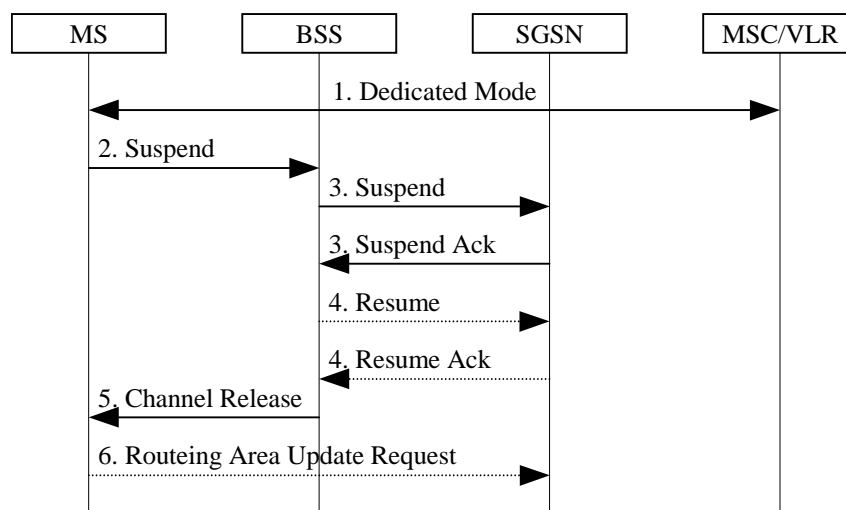 MS
BSS
SGSN
MSC/VLR
1. Dedicated Mode
2. Suspend
3. Suspend
3. Suspend Ack
4. Resume
4. Resume Ack
5. Channel Release
6. Routeing Area Update Request